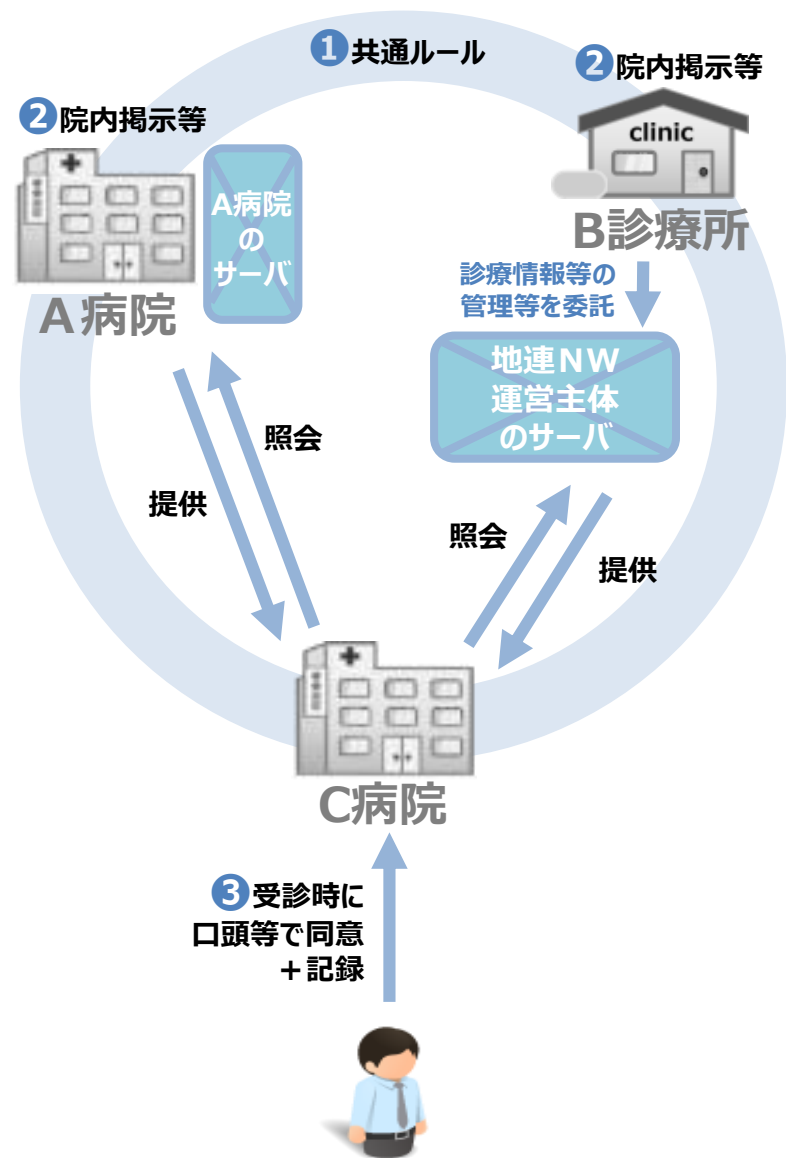 ❶共通ルール
❷院内掲示等
clinic
B診療所
❷院内掲示等
A病院
の
サーバ
Ａ病院
診療情報等の
管理等を委託
地連ＮＷ
運営主体
のサーバ
照会
提供
照会
提供
C病院
❸受診時に
口頭等で同意
＋記録